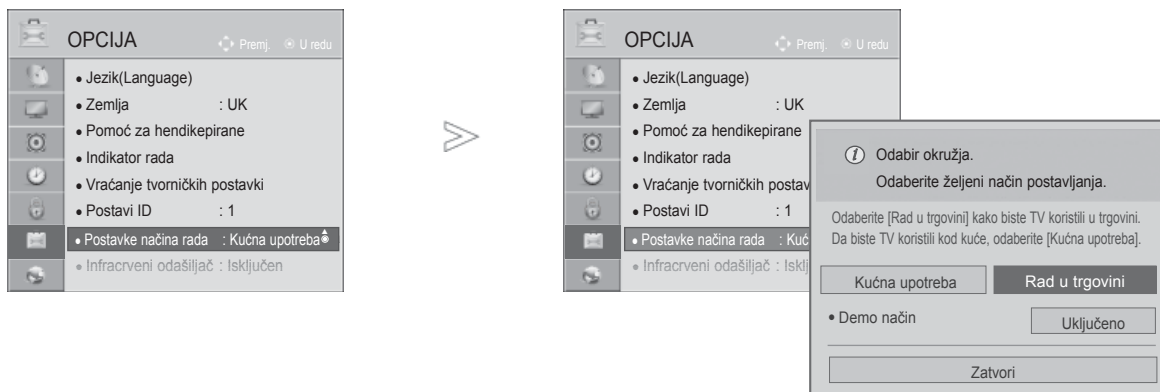 OPCIJA Premj. U redu
• Jezik(Language)
• Zemlja : UK
• Pomoć za hendikepirane
• Indikator rada
• Vraćanje tvorničkih postavki
• Postavi ID : 1
• Postavke načina rada : Kućna upotreba
• Infracrveni odašiljač : Isključen
OPCIJA Premj. U redu
• Jezik(Language)
• Zemlja : UK
• Pomoć za hendikepirane
• Indikator rada
• Vraćanje tvorničkih postav
• Postavi ID : 1
• Postavke načina rada : Kuć
• Infracrveni odašiljač : Isklj
Odabir okružja.
Odaberite željeni način postavljanja.
Odaberite [Rad u trgovini] kako biste TV koristili u trgovini.
Da biste TV koristili kod kuće, odaberite [Kućna upotreba].
Kućna upotreba Rad u trgovini
• Demo način Uključeno
Zatvori